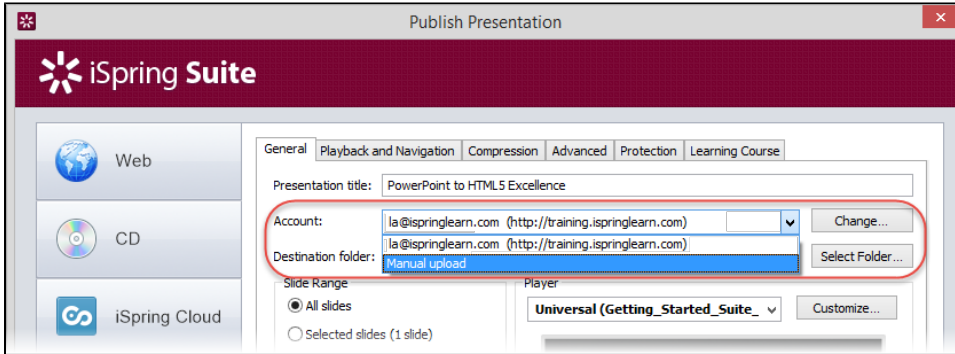 Publish Presentation
iSpring Suite
Web
CD
iSpring Cloud
General Playback and Navigation Compression Advanced Protection Learning Course
Presentation title: PowerPoint to HTML5 Excellence
Account: la@ispringlearn.com (http://training.ispringlearn.com) Change...
la@ispringlearn.com (http://training.ispringlearn.com)
Destination folder: Manual upload Select Folder...
Slide Range Player
All slides Universal (Getting_Started_Suite_ Customize...
Selected slides (1 slide)